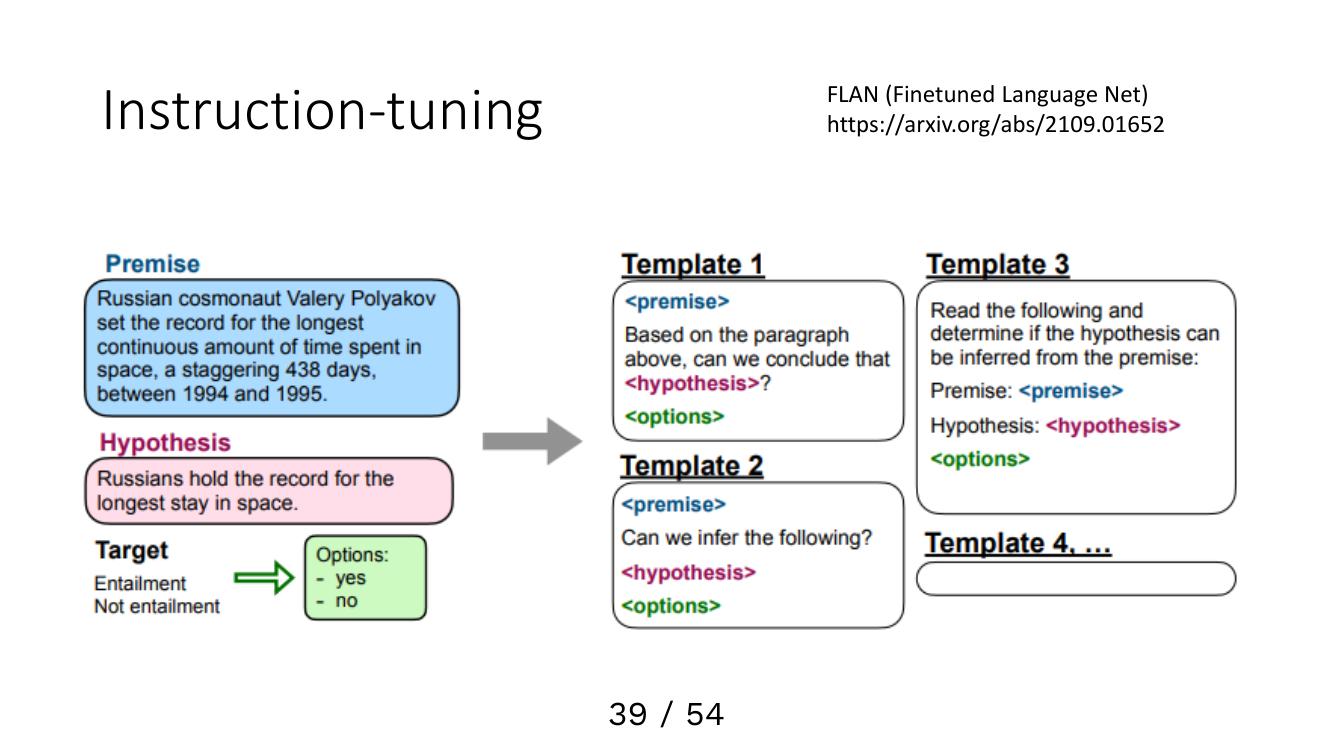 Instruction-tuning
FLAN (Finetuned Language Net)
https://arxiv.org/abs/2109.01652
Premise
Russian cosmonaut Valery Polyakov
set the record for the longest
continuous amount of time spent in
space, a staggering 438 days,
between 1994 and 1995.
Hypothesis
Russians hold the record for the
longest stay in space.
Target
Entailment
Not entailment
Options:
- yes
- no
Template 1
<premise>
Based on the paragraph
above, can we conclude that
<hypothesis>?
<options>
Template 2
<premise>
Can we infer the following?
<hypothesis>
<options>
Template 3
Read the following and
determine if the hypothesis can
be inferred from the premise:
Premise: <premise>
Hypothesis: <hypothesis>
<options>
Template 4, ...
39 / 54